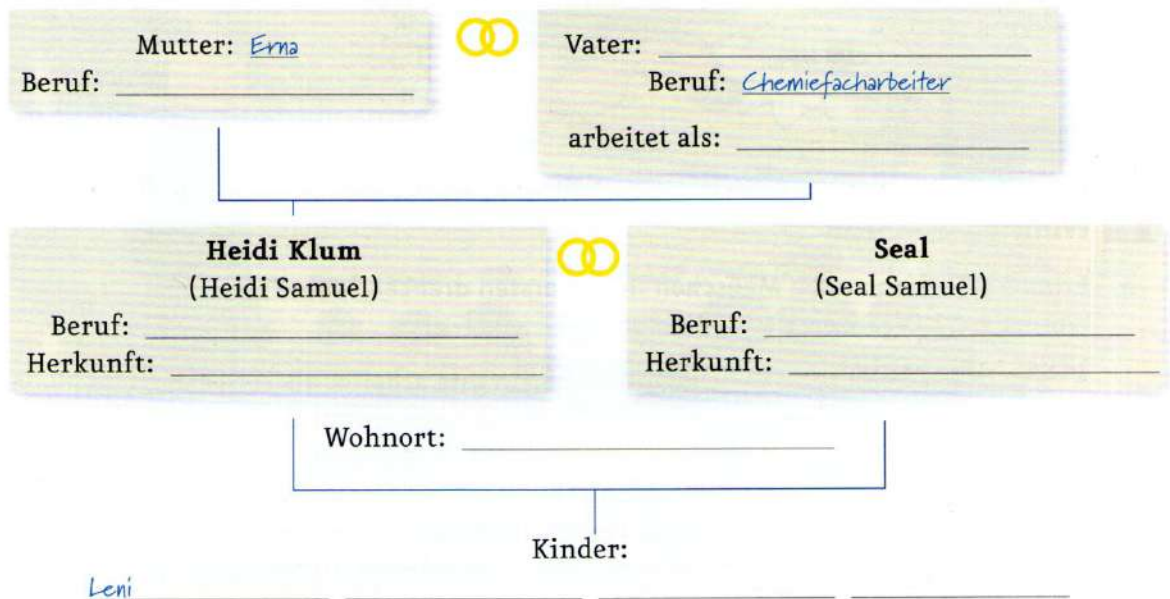 Mutter: Erna
Beruf:
Vater:
Beruf: Chemiefacharbeiter
arbeitet als:
Heidi Klum
(Heidi Samuel)
Beruf:
Herkunft:
Seal
(Seal Samuel)
Beruf:
Herkunft:
Wohnort:
Kinder:
Leni